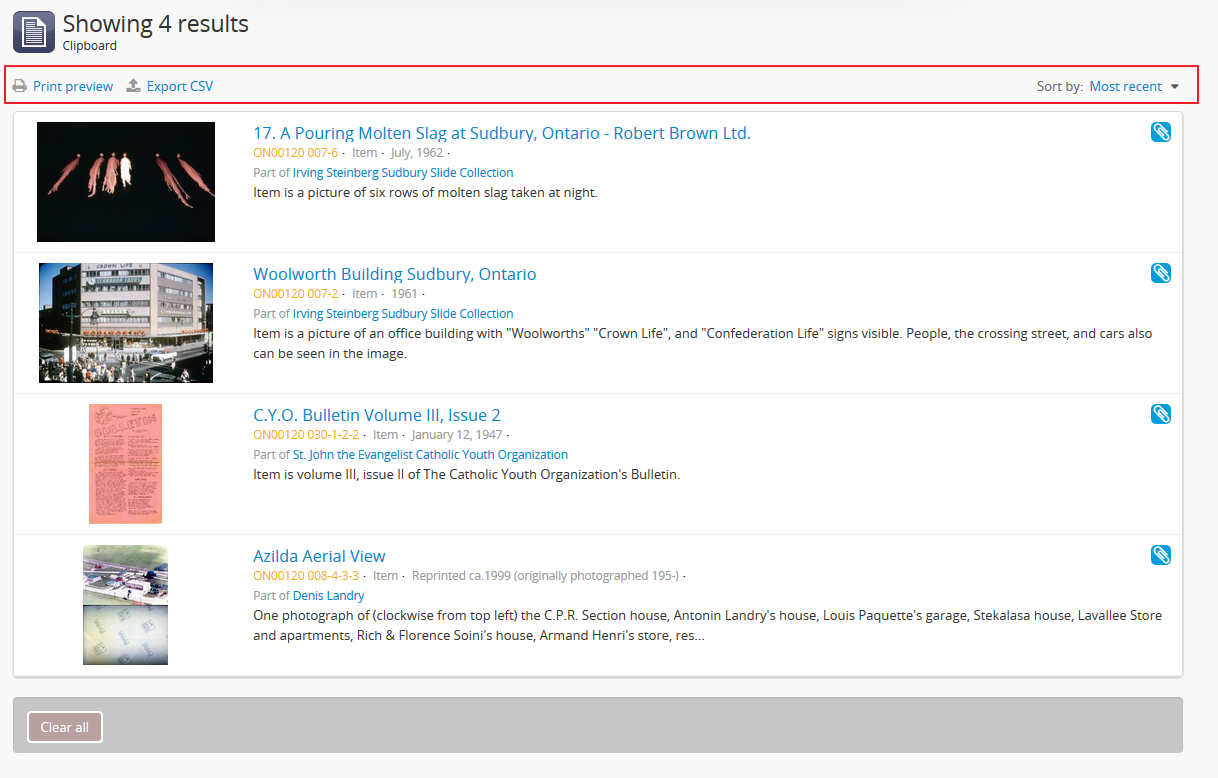 Showing 4 results
Clipboard
Print preview Export CSV Sort by: Most recent
17. A Pouring Molten Slag at Sudbury, Ontario - Robert Brown Ltd.
ON00120 007-6 · Item · July, 1962 ·
Part of Irving Steinberg Sudbury Slide Collection
Item is a picture of six rows of molten slag taken at night.
CROWN LIFE
Woolworth Building Sudbury, Ontario
ON00120 007-2 · Item · 1961 ·
Part of Irving Steinberg Sudbury Slide Collection
Item is a picture of an office building with "Woolworths" "Crown Life", and "Confederation Life" signs visible. People, the crossing street, and cars also
can be seen in the image.
BULLETIN
C.Y.O. Bulletin Volume III, Issue 2
ON00120 030-1-2-2 · Item · January 12, 1947 ·
Part of St. John the Evangelist Catholic Youth Organization
Item is volume III, issue II of The Catholic Youth Organization's Bulletin.
Azilda Aerial View
ON00120 008-4-3-3 · Item · Reprinted ca.1999 (originally photographed 195-) ·
Part of Denis Landry
One photograph of (clockwise from top left) the C.P.R. Section house, Antonin Landry's house, Louis Paquette's garage, Stekalasa house, Lavallee Store
and apartments, Rich & Florence Soini's house, Armand Henri's store, res...
Clear all